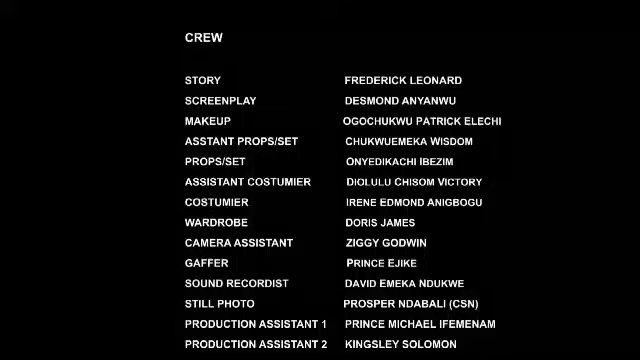 CREW
STORY FREDERICK LEONARD
SCREENPLAY DESMOND ANYANWU
MAKEUP OGOCHUKWU PATRICK ELECHI
ASSTANT PROPS/SET CHUKWUEMEKA WISDOM
PROPS/SET ONYEDIKACHI IBEZIM
ASSISTANT COSTUMIER DIOLULU CHISOM VICTORY
COSTUMIER IRENE EDMOND ANIGBOGU
WARDROBE DORIS JAMES
CAMERA ASSISTANT ZIGGY GODWIN
GAFFER PRINCE EJIKE
SOUND RECORDIST DAVID EMEKA NDUKWE
STILL PHOTO PROSPER NDABALI (CSN)
PRODUCTION ASSISTANT 1 PRINCE MICHAEL IFEMENAM
PRODUCTION ASSISTANT 2 KINGSLEY SOLOMON